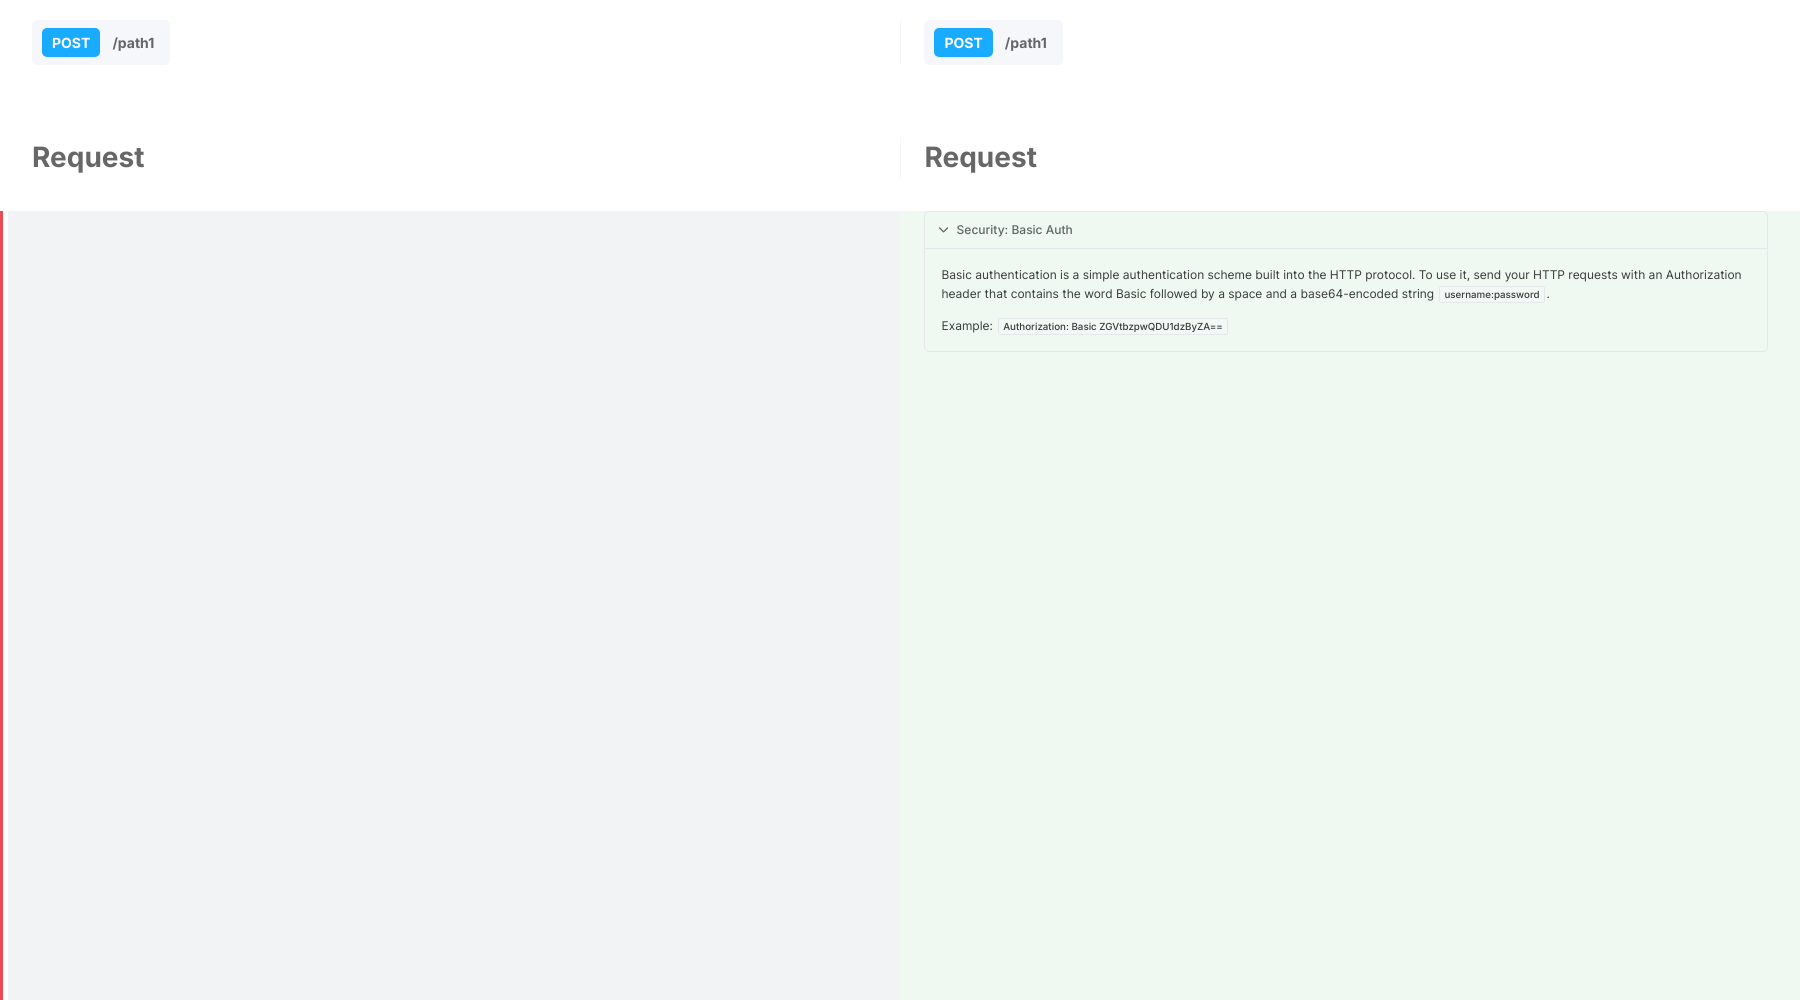 POST /path1
POST /path1
Request
Request
Security: Basic Auth
Basic authentication is a simple authentication scheme built into the HTTP protocol. To use it, send your HTTP requests with an Authorization
header that contains the word Basic followed by a space and a base64-encoded string username:password.
Example: Authorization: Basic ZGVtbzpwQDU1dzByZA==